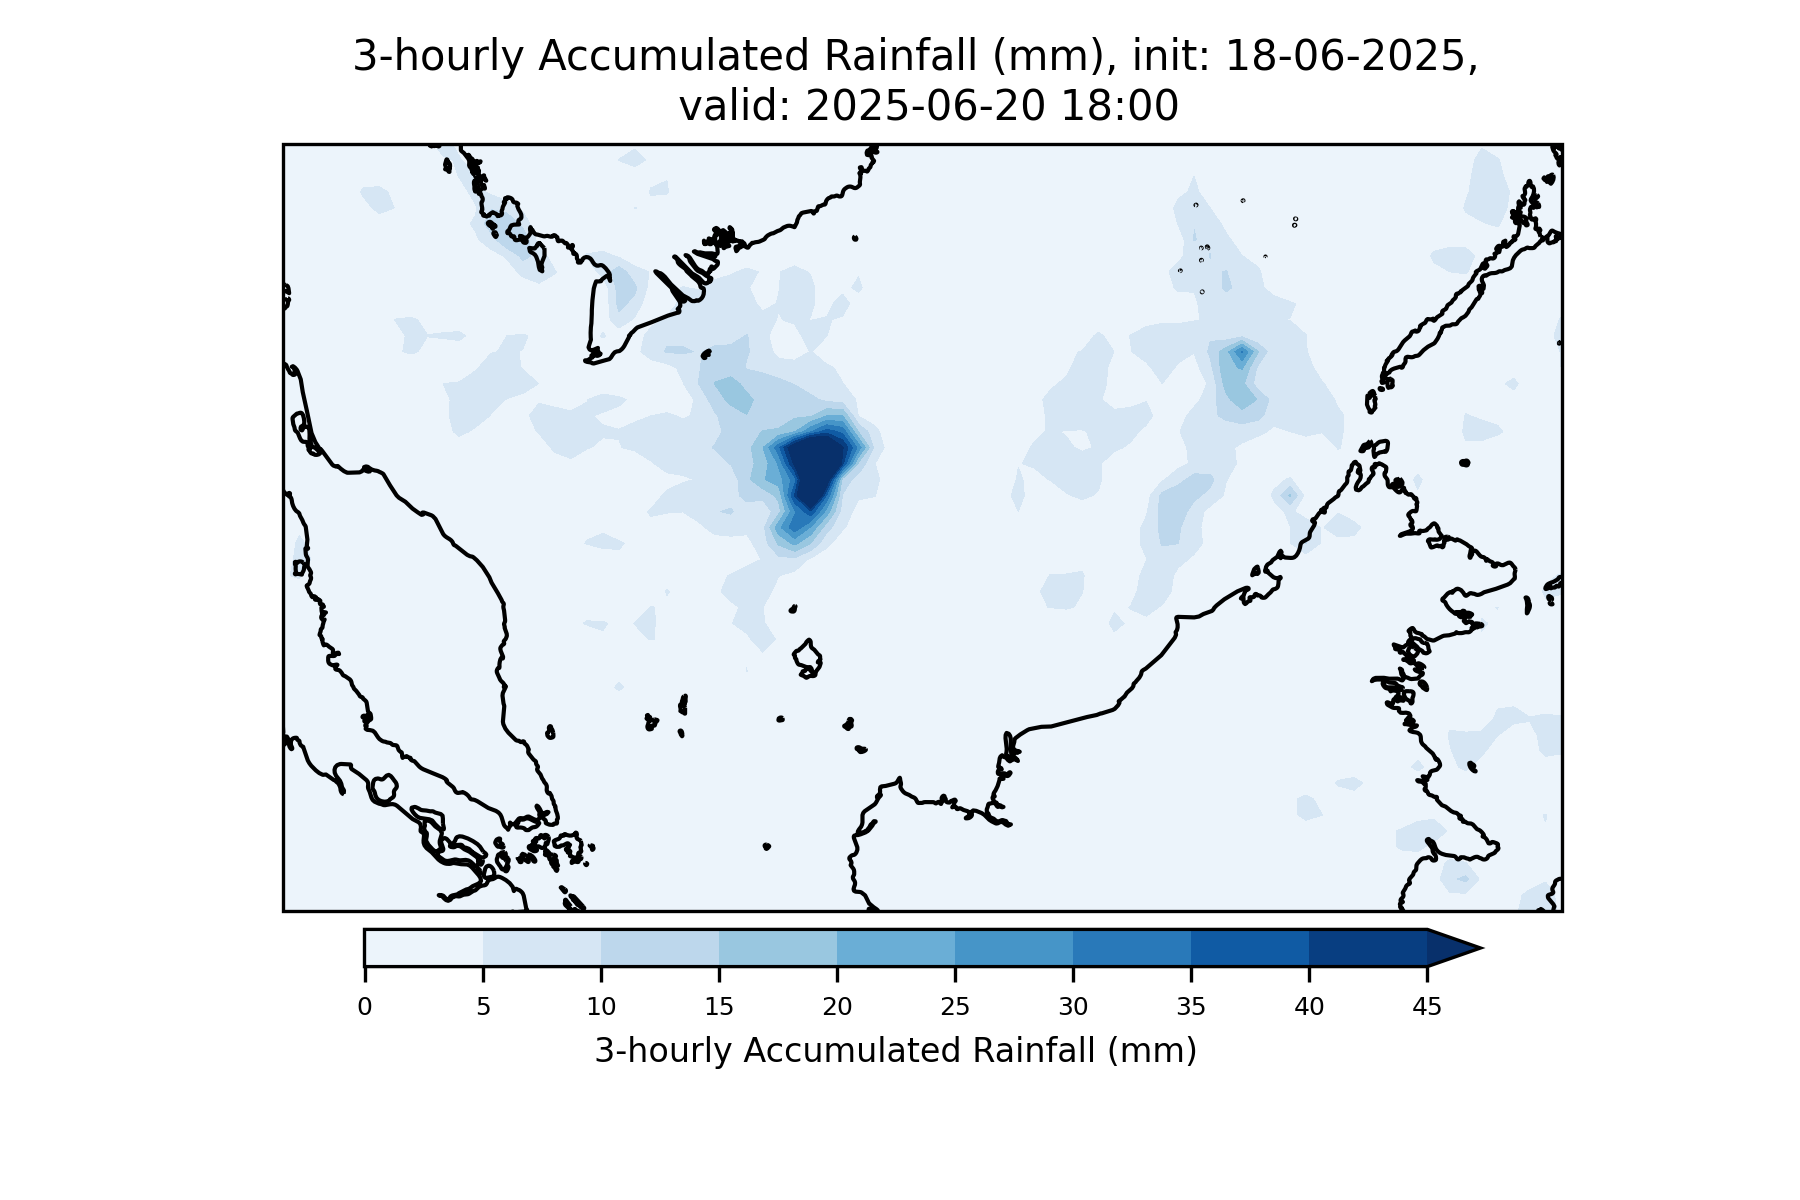 3-hourly Accumulated Rainfall (mm), init: 18-06-2025,
valid: 2025-06-20 18:00
0 5 10 15 20 25 30 35 40 45
3-hourly Accumulated Rainfall (mm)